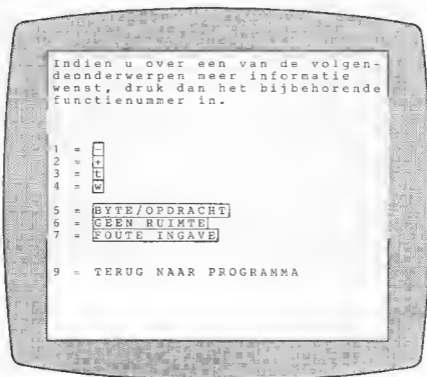 Indien u over een van de volgen-
deonderwerpen meer informatie
wenst, druk dan het bijbehorende
functienummer in.
1 = -
2 = +
3 = t
4 = w
5 = BYTE/OPDRACHT
6 = GEEN RUIMTE
7 = FOUTE INGAVE
9 = TERUG NAAR PROGRAMMA